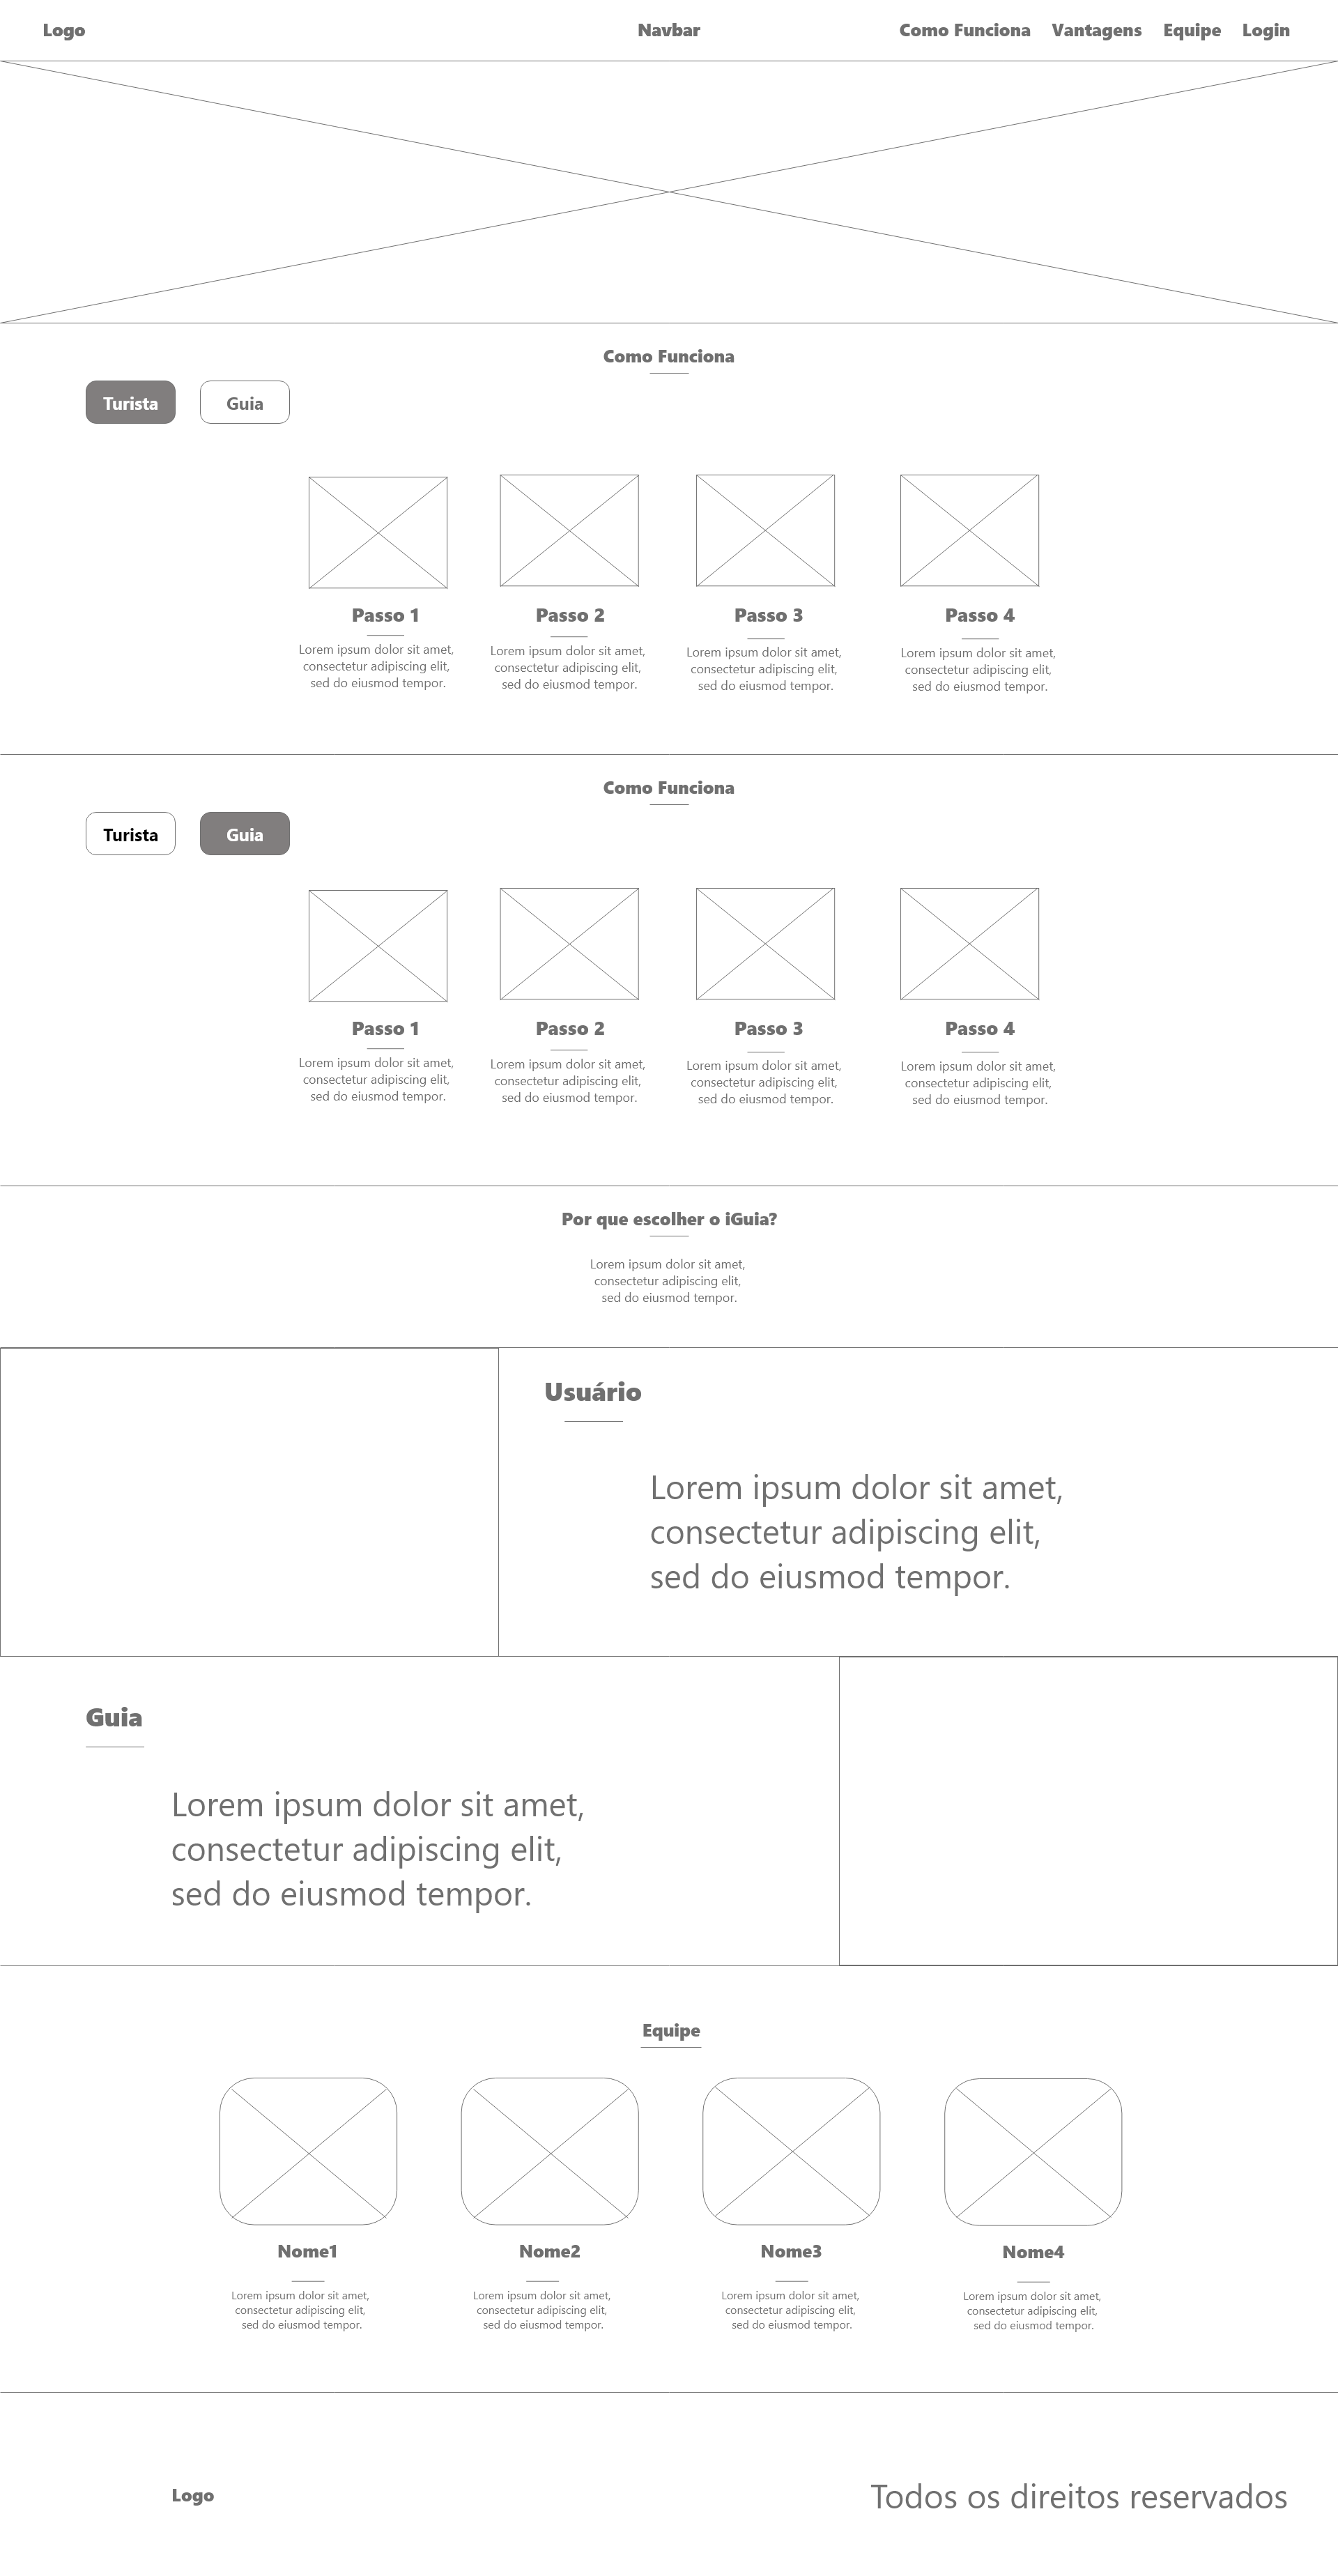 Logo
Navbar
Como Funciona Vantagens Equipe Login
Como Funciona
Turista Guia
Passo 1
Lorem ipsum dolor sit amet,
consectetur adipiscing elit,
sed do eiusmod tempor.
Passo 2
Lorem ipsum dolor sit amet,
consectetur adipiscing elit,
sed do eiusmod tempor.
Passo 3
Lorem ipsum dolor sit amet,
consectetur adipiscing elit,
sed do eiusmod tempor.
Passo 4
Lorem ipsum dolor sit amet,
consectetur adipiscing elit,
sed do eiusmod tempor.
Como Funciona
Turista Guia
Passo 1
Lorem ipsum dolor sit amet,
consectetur adipiscing elit,
sed do eiusmod tempor.
Passo 2
Lorem ipsum dolor sit amet,
consectetur adipiscing elit,
sed do eiusmod tempor.
Passo 3
Lorem ipsum dolor sit amet,
consectetur adipiscing elit,
sed do eiusmod tempor.
Passo 4
Lorem ipsum dolor sit amet,
consectetur adipiscing elit,
sed do eiusmod tempor.
Por que escolher o iGuia?
Lorem ipsum dolor sit amet,
consectetur adipiscing elit,
sed do eiusmod tempor.
Usuário
Lorem ipsum dolor sit amet,
consectetur adipiscing elit,
sed do eiusmod tempor.
Guia
Lorem ipsum dolor sit amet,
consectetur adipiscing elit,
sed do eiusmod tempor.
Equipe
Nome1
Lorem ipsum dolor sit amet,
consectetur adipiscing elit,
sed do eiusmod tempor.
Nome2
Lorem ipsum dolor sit amet,
consectetur adipiscing elit,
sed do eiusmod tempor.
Nome3
Lorem ipsum dolor sit amet,
consectetur adipiscing elit,
sed do eiusmod tempor.
Nome4
Lorem ipsum dolor sit amet,
consectetur adipiscing elit,
sed do eiusmod tempor.
Logo
Todos os direitos reservados